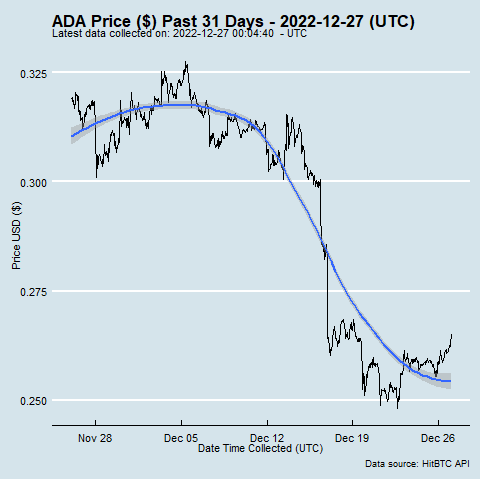 ADA Price ($) Past 31 Days - 2022-12-27 (UTC)
Latest data collected on: 2022-12-27 00:04:40 - UTC
0.325
0.300
0.275
0.250
Price USD ($)
Nov 28 Dec 05 Dec 12 Dec 19 Dec 26
Date Time Collected (UTC)
Data source: HitBTC API